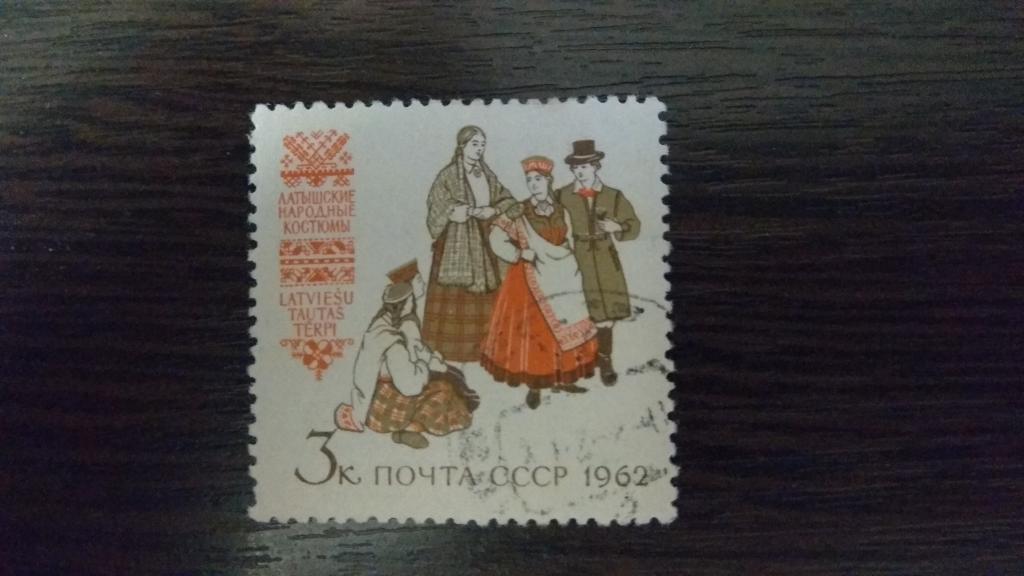 ЛАТЫШСКИЕ
НАРОДНЫЕ
КОСТЮМЫ
LATVIEŠU
TAUTAS
TĒRPI
3к ПОЧТА СССР 1962